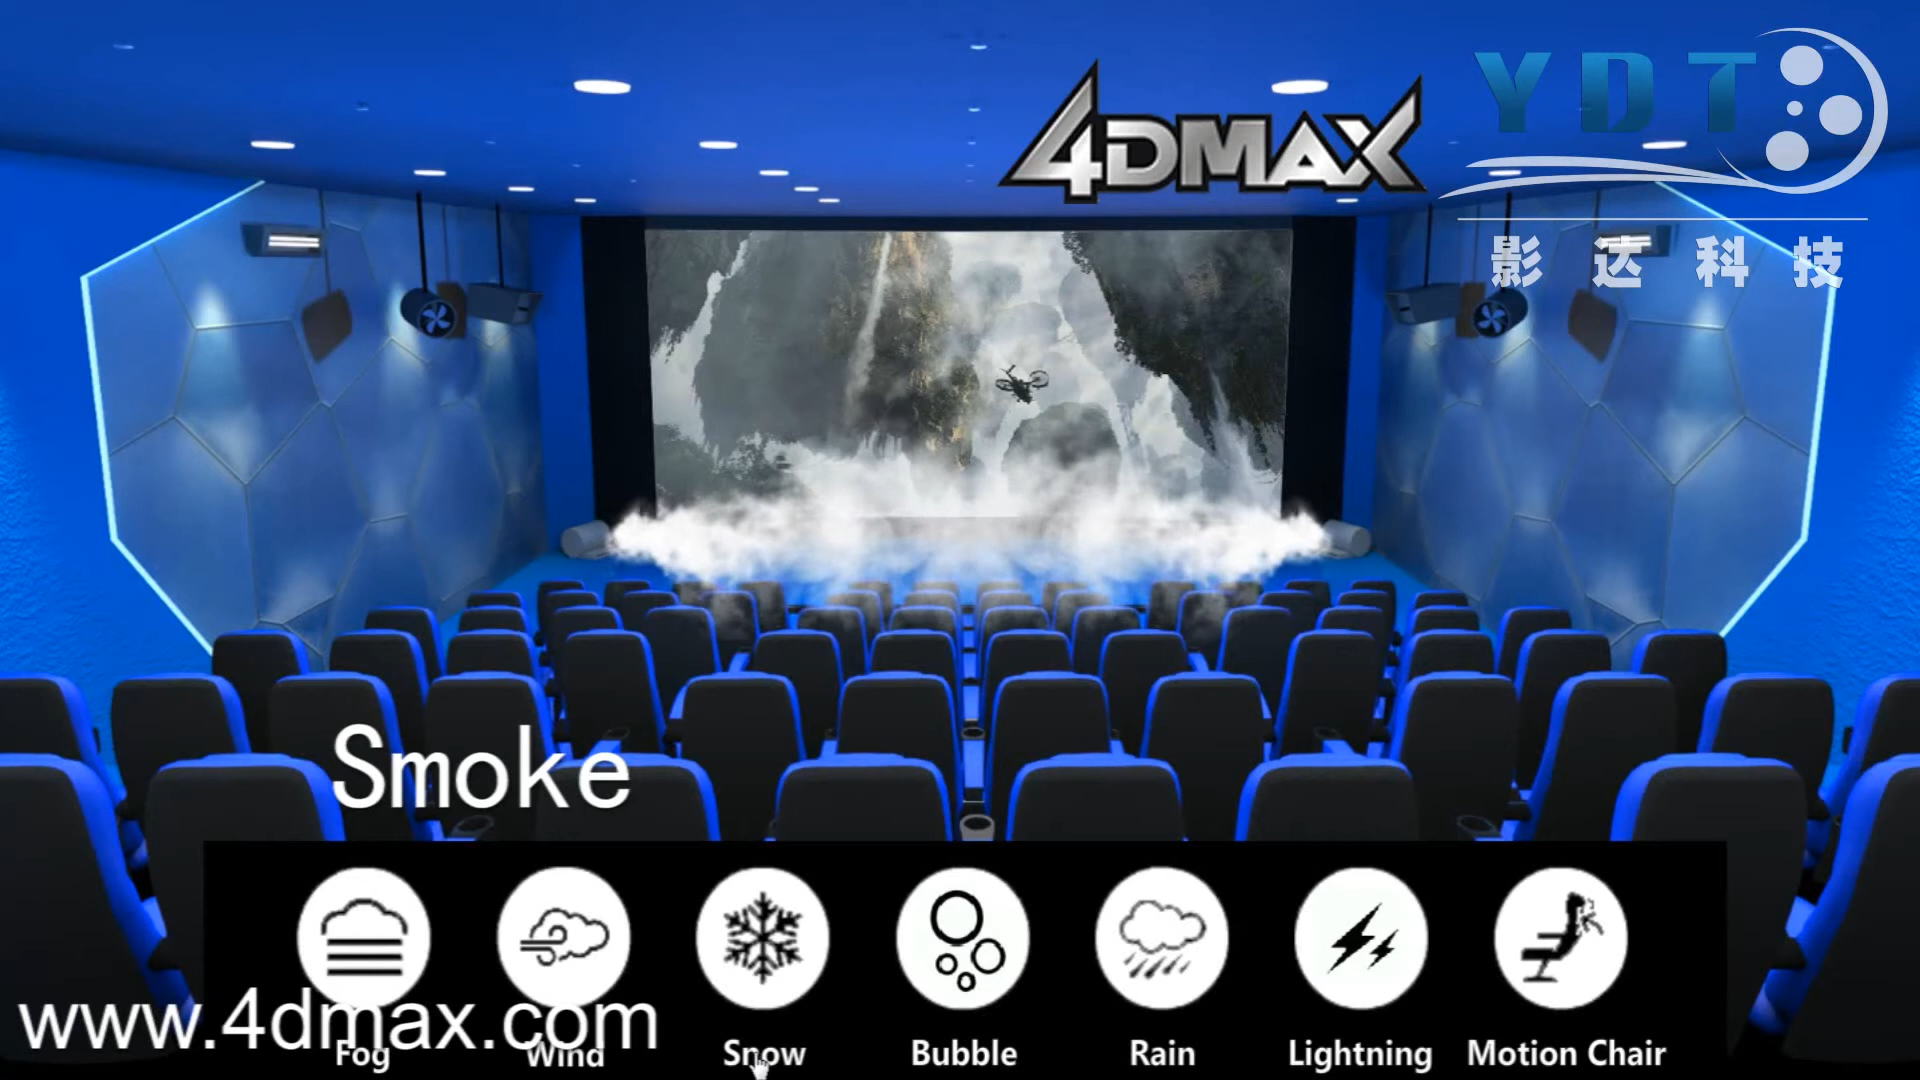 4DMAX
YDT
影达科技
Smoke
www.4dmax.com
Fog
Wind
Snow
Bubble
Rain
Lightning
Motion Chair